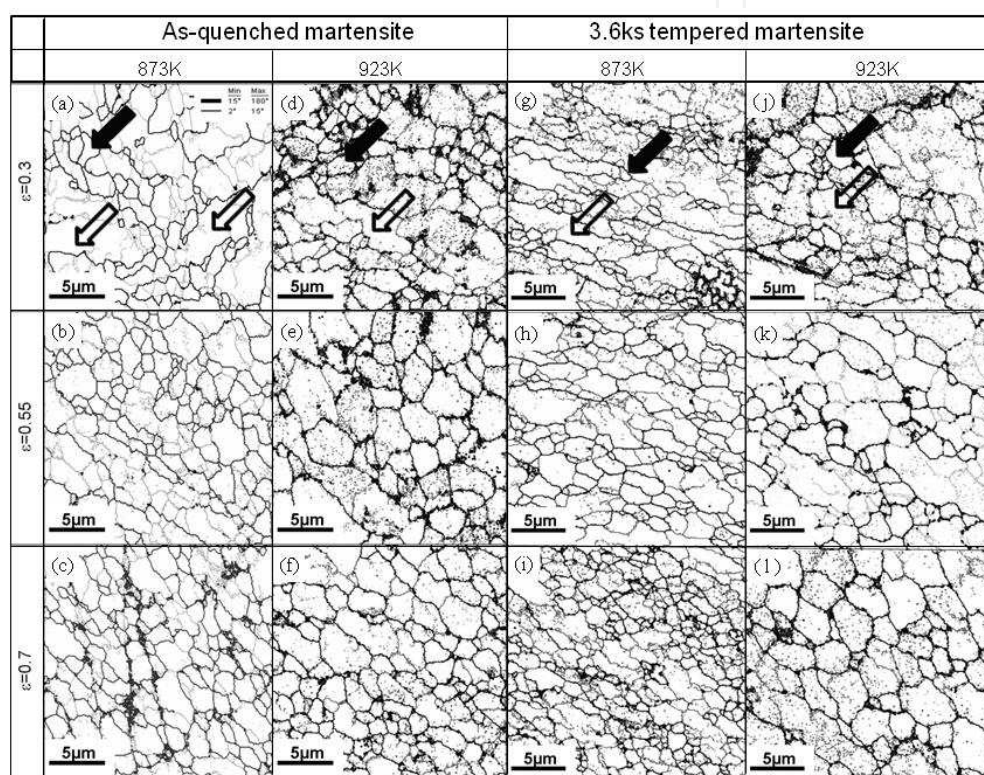 As-quenched martensite 3.6ks tempered martensite
873K 923K 873K 923K
ε=0.3
(a) (d) (g) (j)
Min Max
15° 180°
2° 15°
5μm 5μm 5μm 5μm
ε=0.55
(b) (e) (h) (k)
5μm 5μm 5μm 5μm
ε=0.7
(c) (f) (i) (l)
5μm 5μm 5μm 5μm